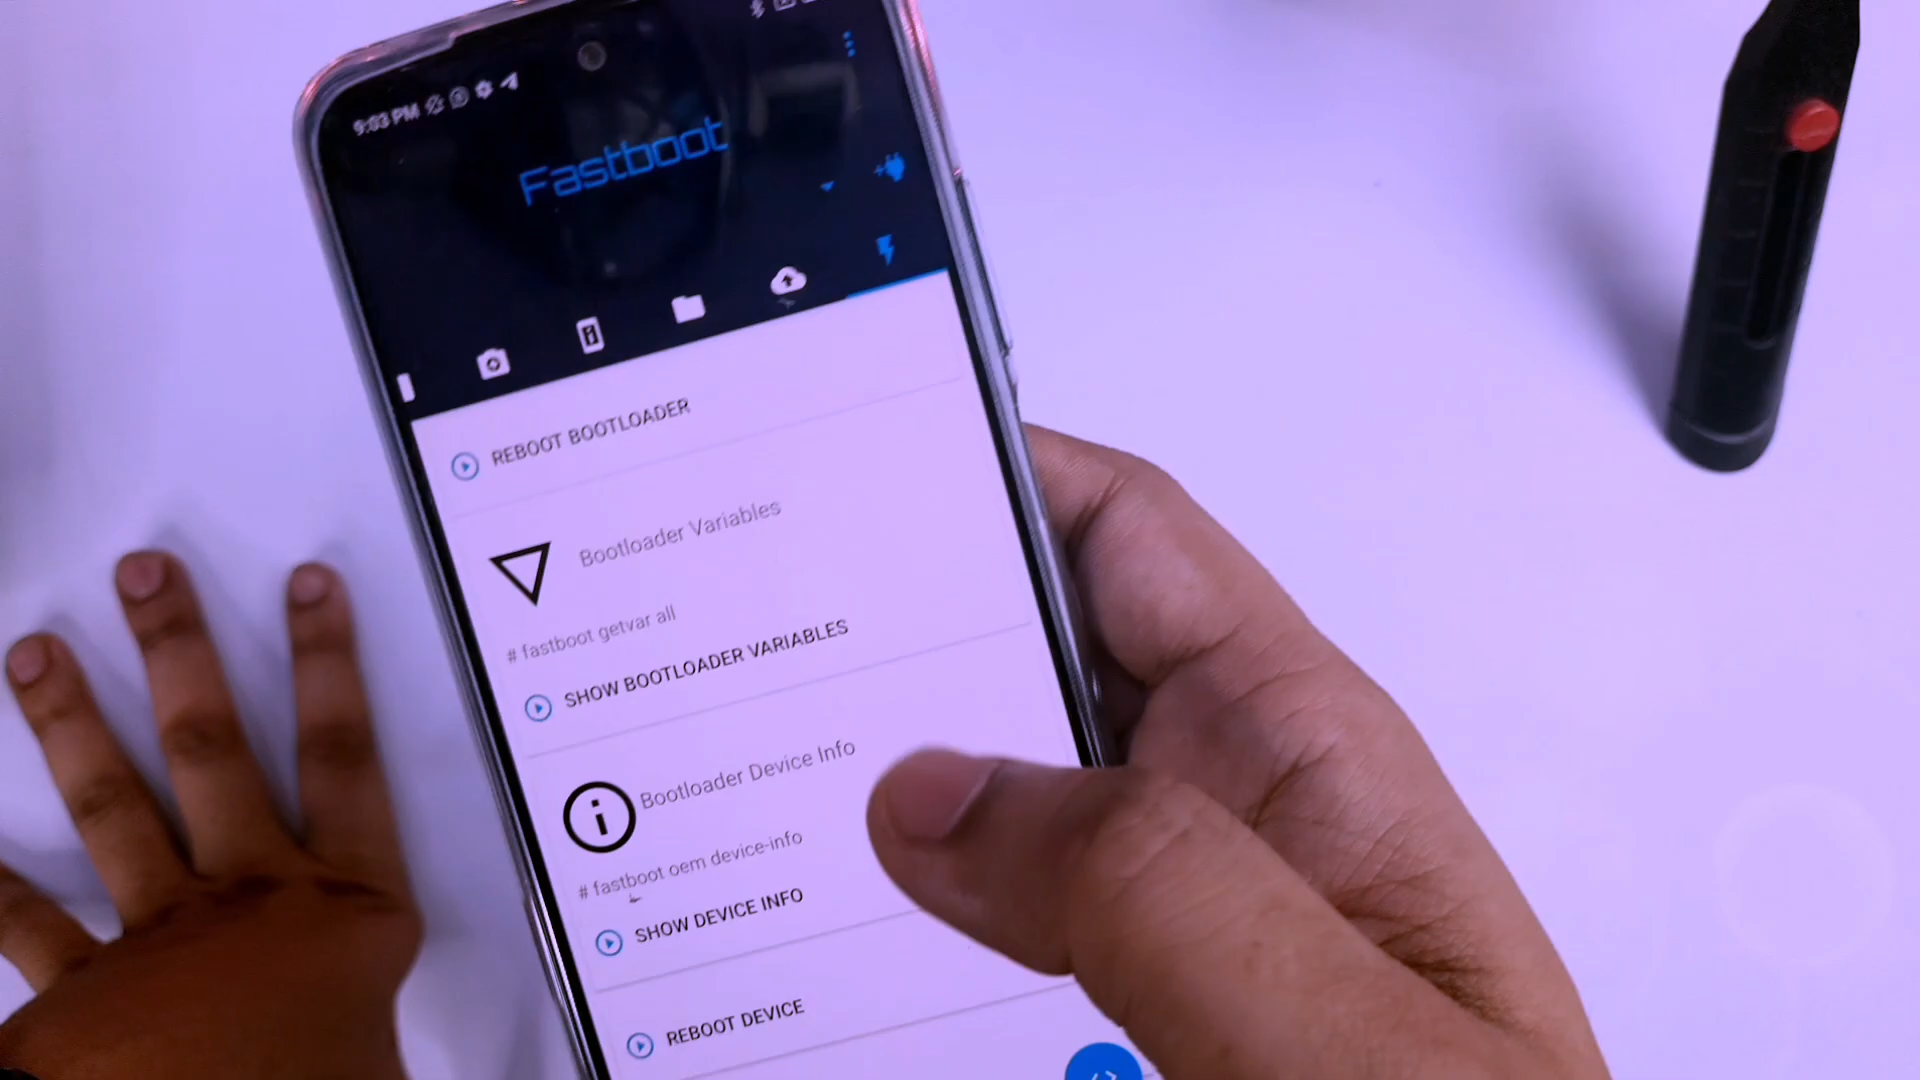 9:03 PM
Fastboot
REBOOT BOOTLOADER
Bootloader Variables
# fastboot getvar all
SHOW BOOTLOADER VARIABLES
Bootloader Device Info
# fastboot oem device-info
SHOW DEVICE INFO
REBOOT DEVICE